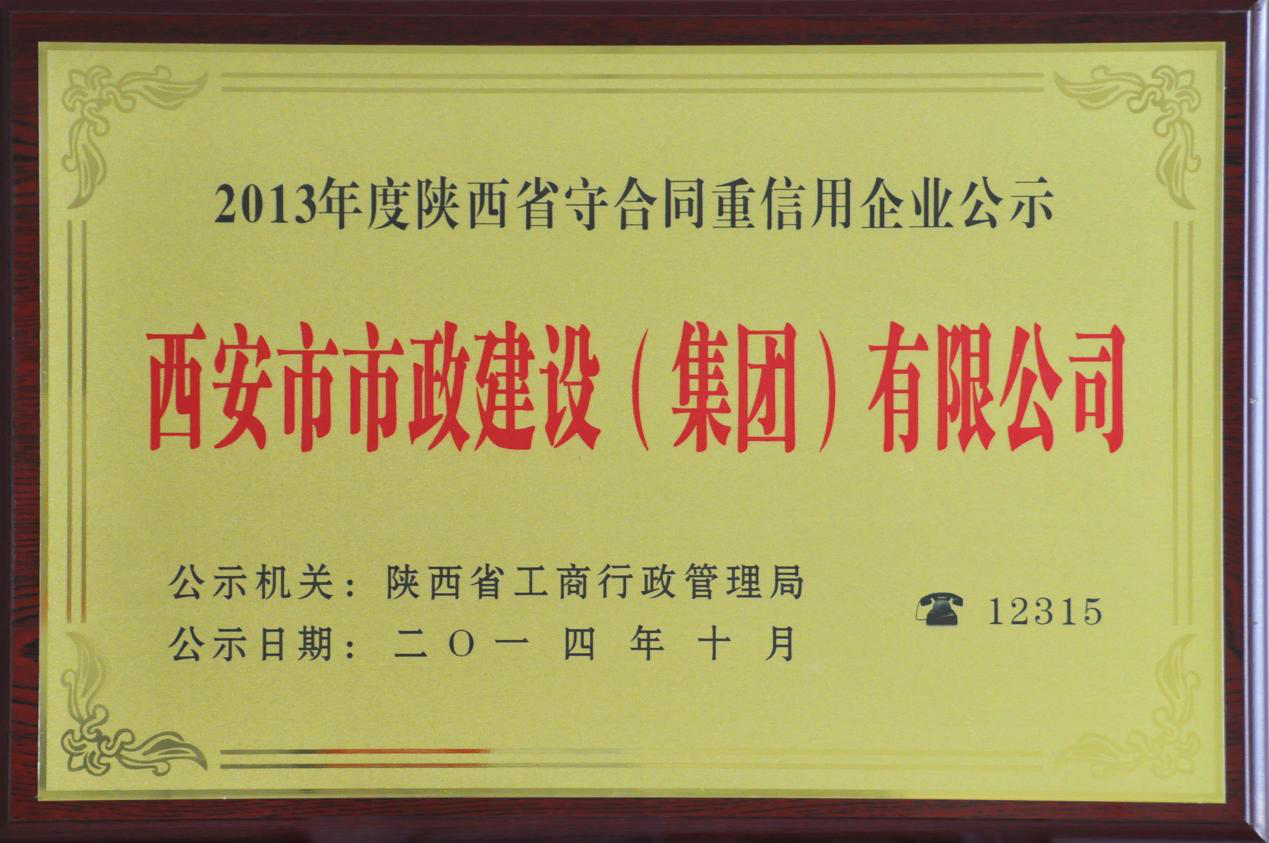 2013年度陕西省守合同重信用企业公示
西安市市政建设（集团）有限公司
公示机关：陕西省工商行政管理局
公示日期：二〇一四年十月
☎ 12315